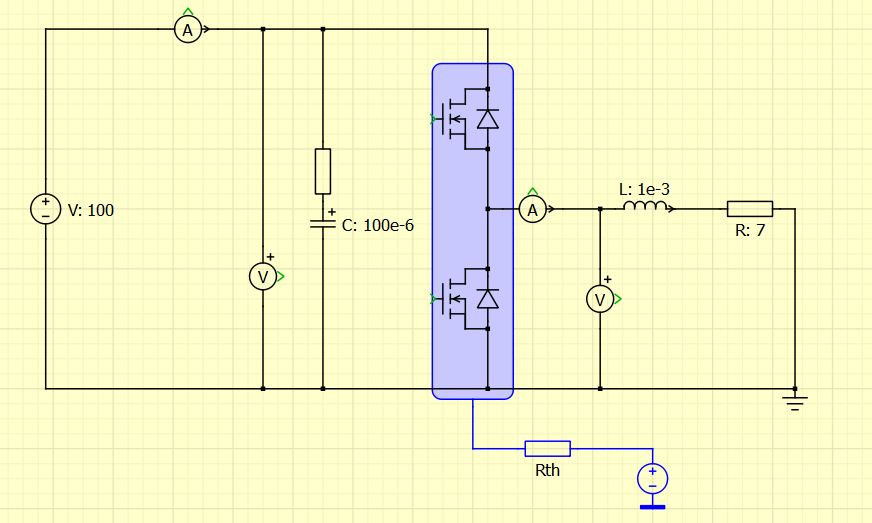 A
V: 100
C: 100e-6
V
A
L: 1e-3
R: 7
V
Rth